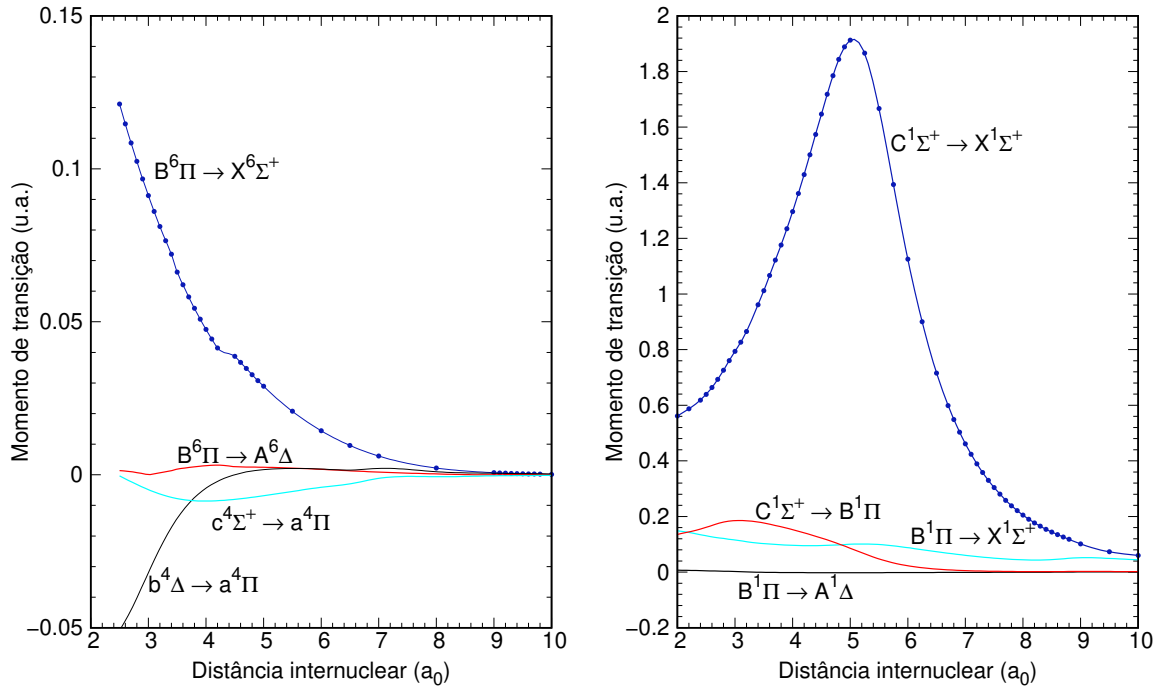 Momento de transição (u.a.)
0.15
0.1
0.05
0
−0.05
B⁶Π → X⁶Σ⁺
B⁶Π → A⁶Δ
c⁴Σ⁺ → a⁴Π
b⁴Δ → a⁴Π
2 3 4 5 6 7 8 9 10
Distância internuclear (a₀)
Momento de transição (u.a.)
2
1.8
1.6
1.4
1.2
1
0.8
0.6
0.4
0.2
0
−0.2
C¹Σ⁺ → X¹Σ⁺
C¹Σ⁺ → B¹Π
B¹Π → X¹Σ⁺
B¹Π → A¹Δ
2 3 4 5 6 7 8 9 10
Distância internuclear (a₀)